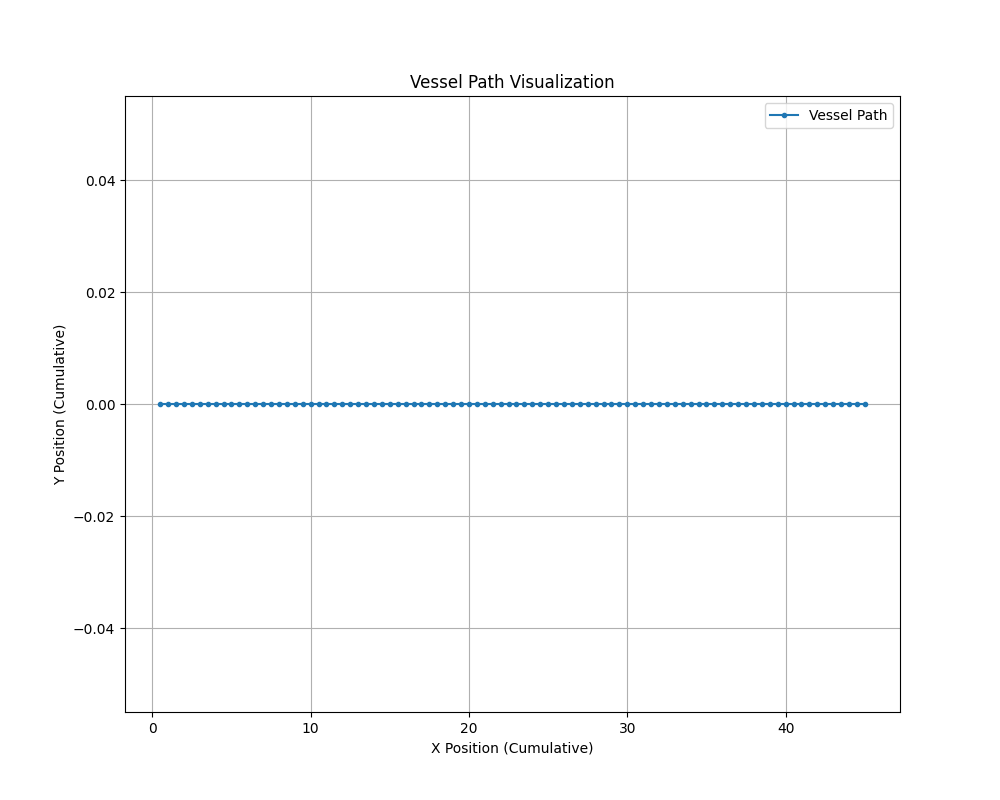 Vessel Path Visualization
Vessel Path
0.04
0.02
0.00
−0.02
−0.04
Y Position (Cumulative)
0 10 20 30 40
X Position (Cumulative)